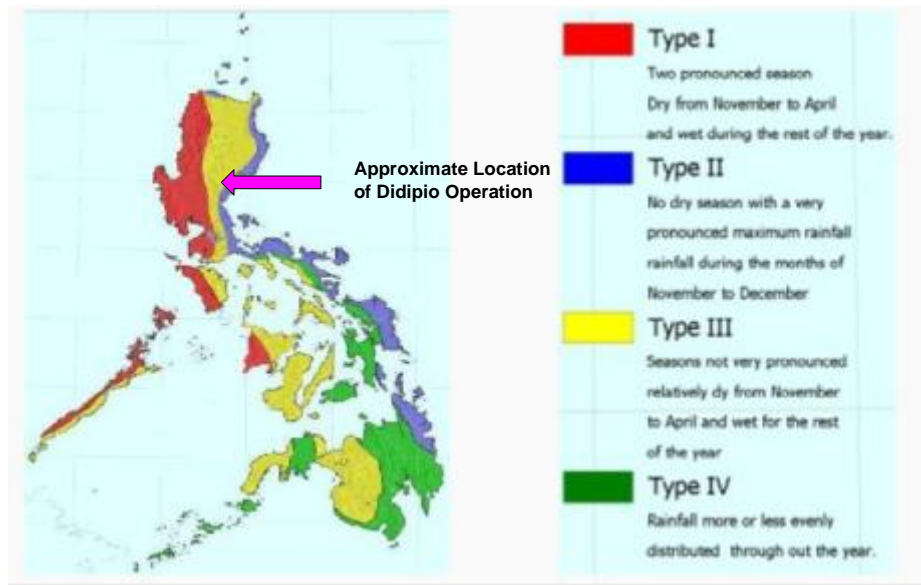 Approximate Location
of Didipio Operation
Type I
Two pronounced season
Dry from November to April
and wet during the rest of the year.
Type II
No dry season with a very
pronounced maximum rainfall
rainfall during the months of
November to December
Type III
Seasons not very pronounced
relatively dy from November
to April and wet for the rest
of the year
Type IV
Rainfall more or less evenly
distributed through out the year.